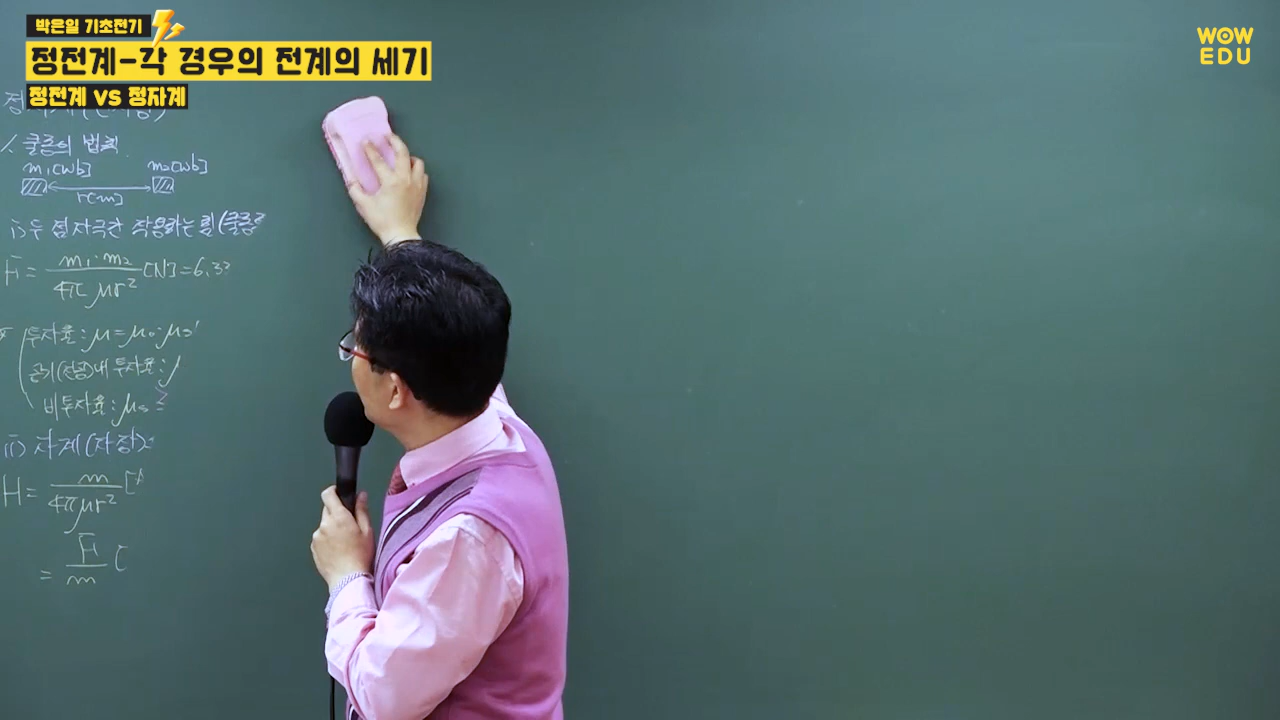 박은일 기초전기
정전계-각 경우의 전계의 세기
정전계 vs 정자계
WOW
EDU
1. 쿨롱의 법칙
m₁[wb] m₂[wb]
r[m]
i) 두 점자극간 작용하는 힘(쿨롱
F = m₁·m₂ / 4πμr² [N] = 6.33
투자율 : μ = μ₀·μs
공기(진공)내 투자율 :
비투자율 : μs =
ii) 자계(자장)
H = m / 4πμr² [A
= F / m [